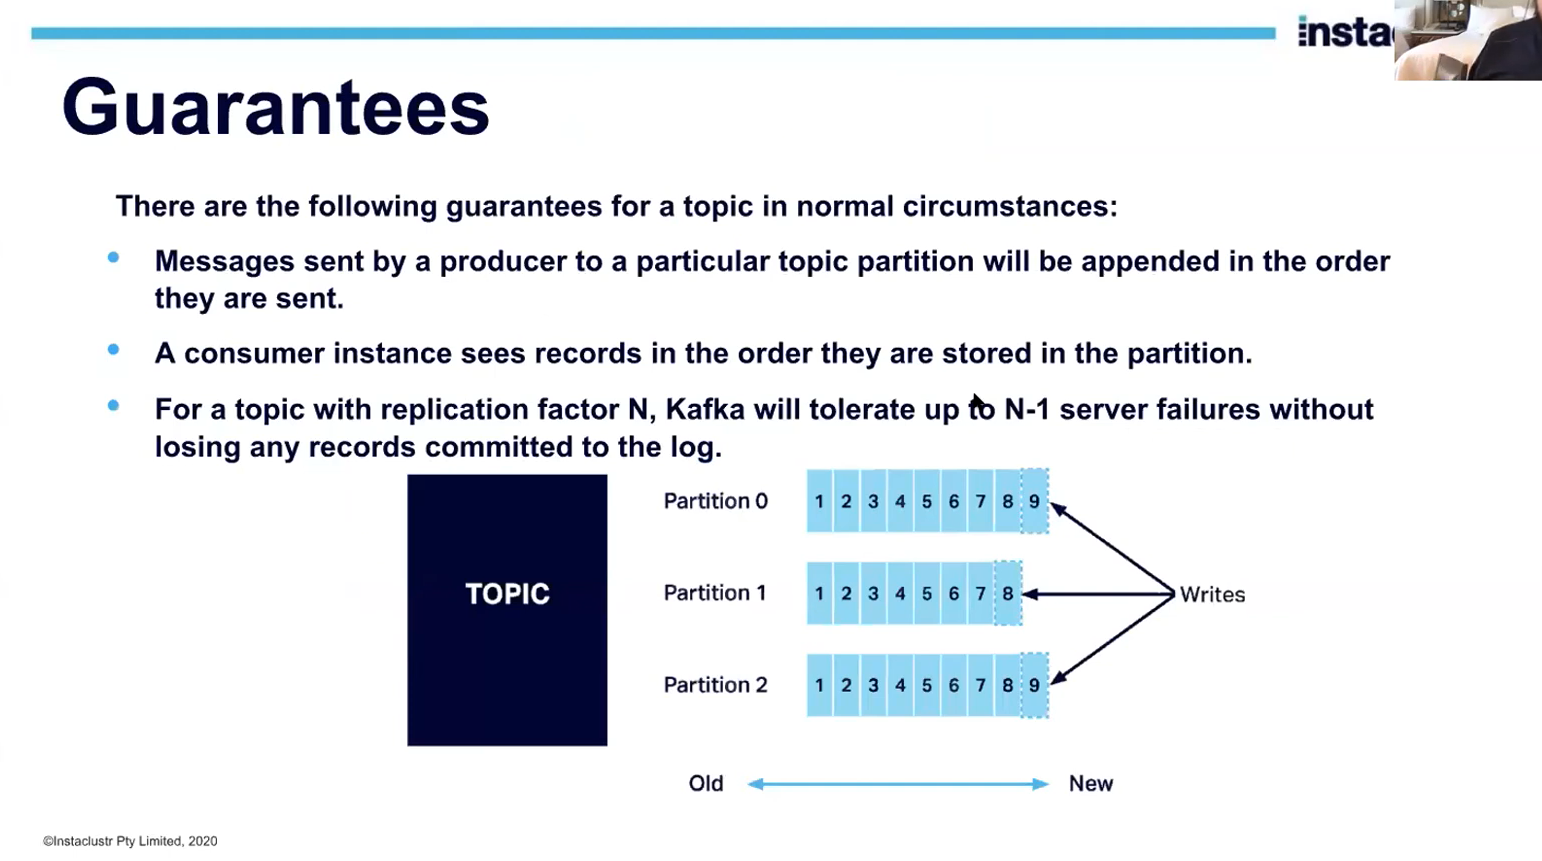 insta
Guarantees
There are the following guarantees for a topic in normal circumstances:
Messages sent by a producer to a particular topic partition will be appended in the order
they are sent.
A consumer instance sees records in the order they are stored in the partition.
For a topic with replication factor N, Kafka will tolerate up to N-1 server failures without
losing any records committed to the log.
TOPIC
Partition 0
1 2 3 4 5 6 7 8 9
Partition 1
1 2 3 4 5 6 7 8
Writes
Partition 2
1 2 3 4 5 6 7 8 9
Old
New
©Instaclustr Pty Limited, 2020